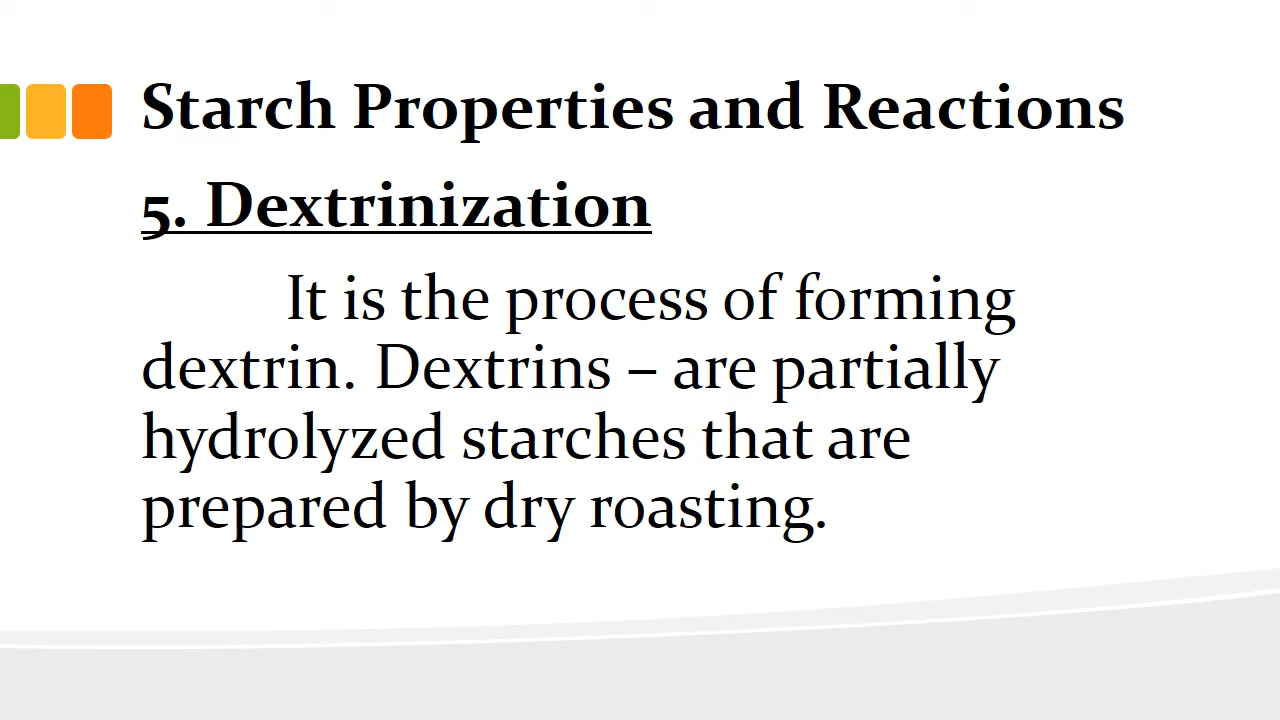 Starch Properties and Reactions
5. Dextrinization
It is the process of forming
dextrin. Dextrins – are partially
hydrolyzed starches that are
prepared by dry roasting.